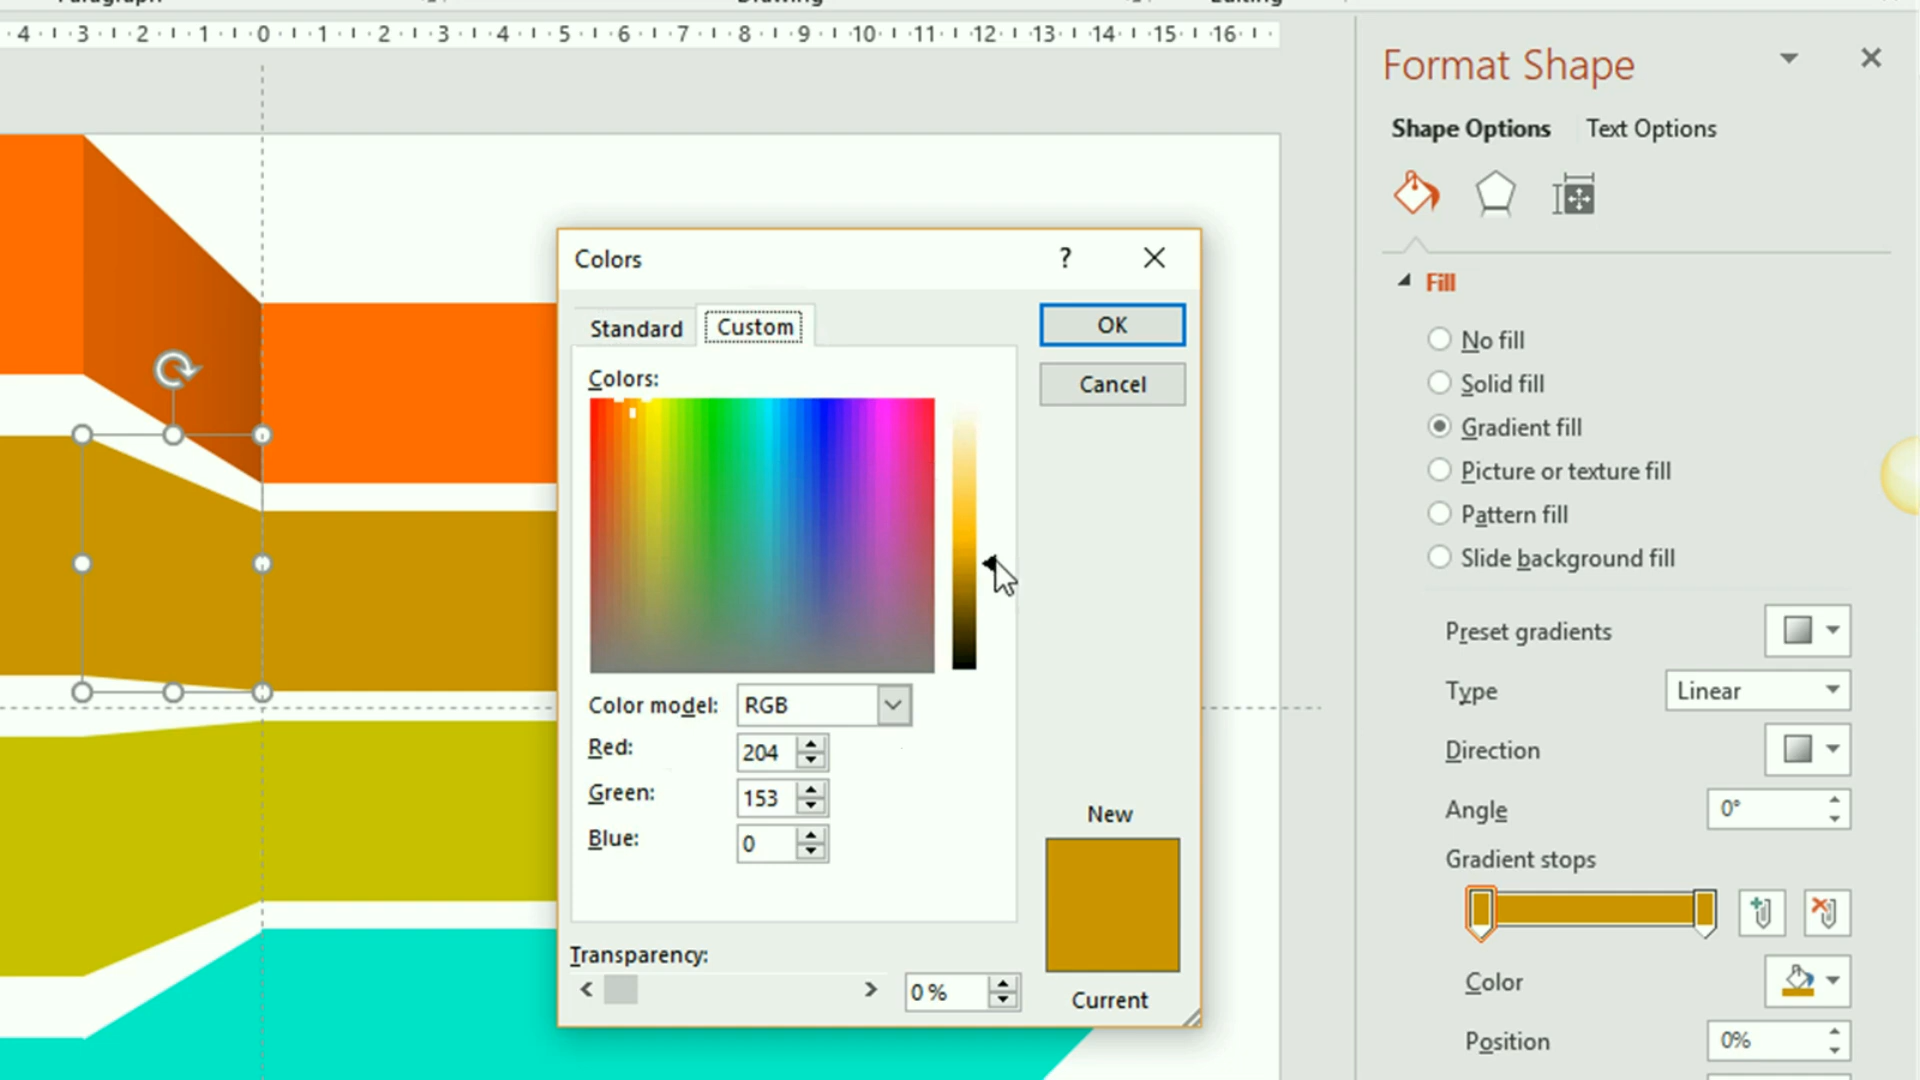 Paragraph Drawing Editing
4 3 2 1 0 1 2 3 4 5 6 7 8 9 10 11 12 13 14 15 16
Format Shape
Shape Options Text Options
Fill
No fill
Solid fill
Gradient fill
Picture or texture fill
Pattern fill
Slide background fill
Preset gradients
Type Linear
Direction
Angle 0°
Gradient stops
Color
Position 0%
Colors ?
Standard Custom
OK
Cancel
Colors:
Color model: RGB
Red: 204
Green: 153
Blue: 0
New
Current
Transparency:
0 %